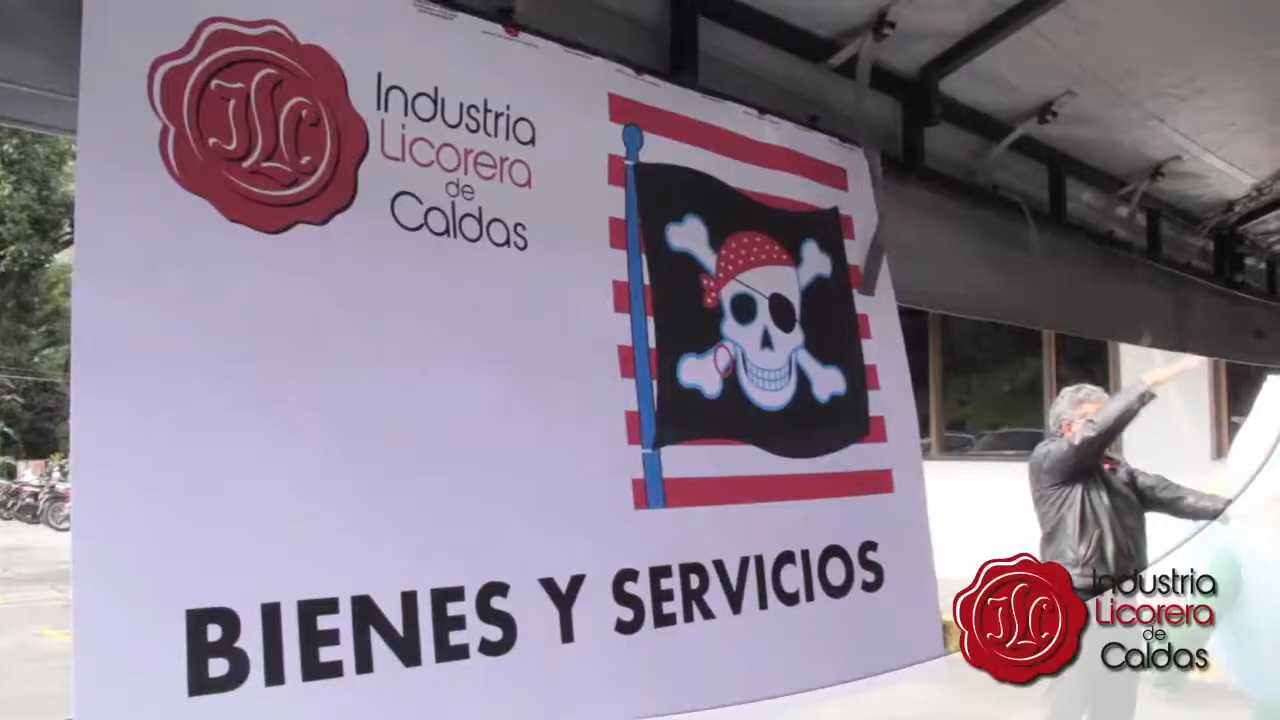 ILC
Industria
Licorera
de
Caldas
BIENES Y SERVICIOS
ILC
Industria
Licorera
de
Caldas